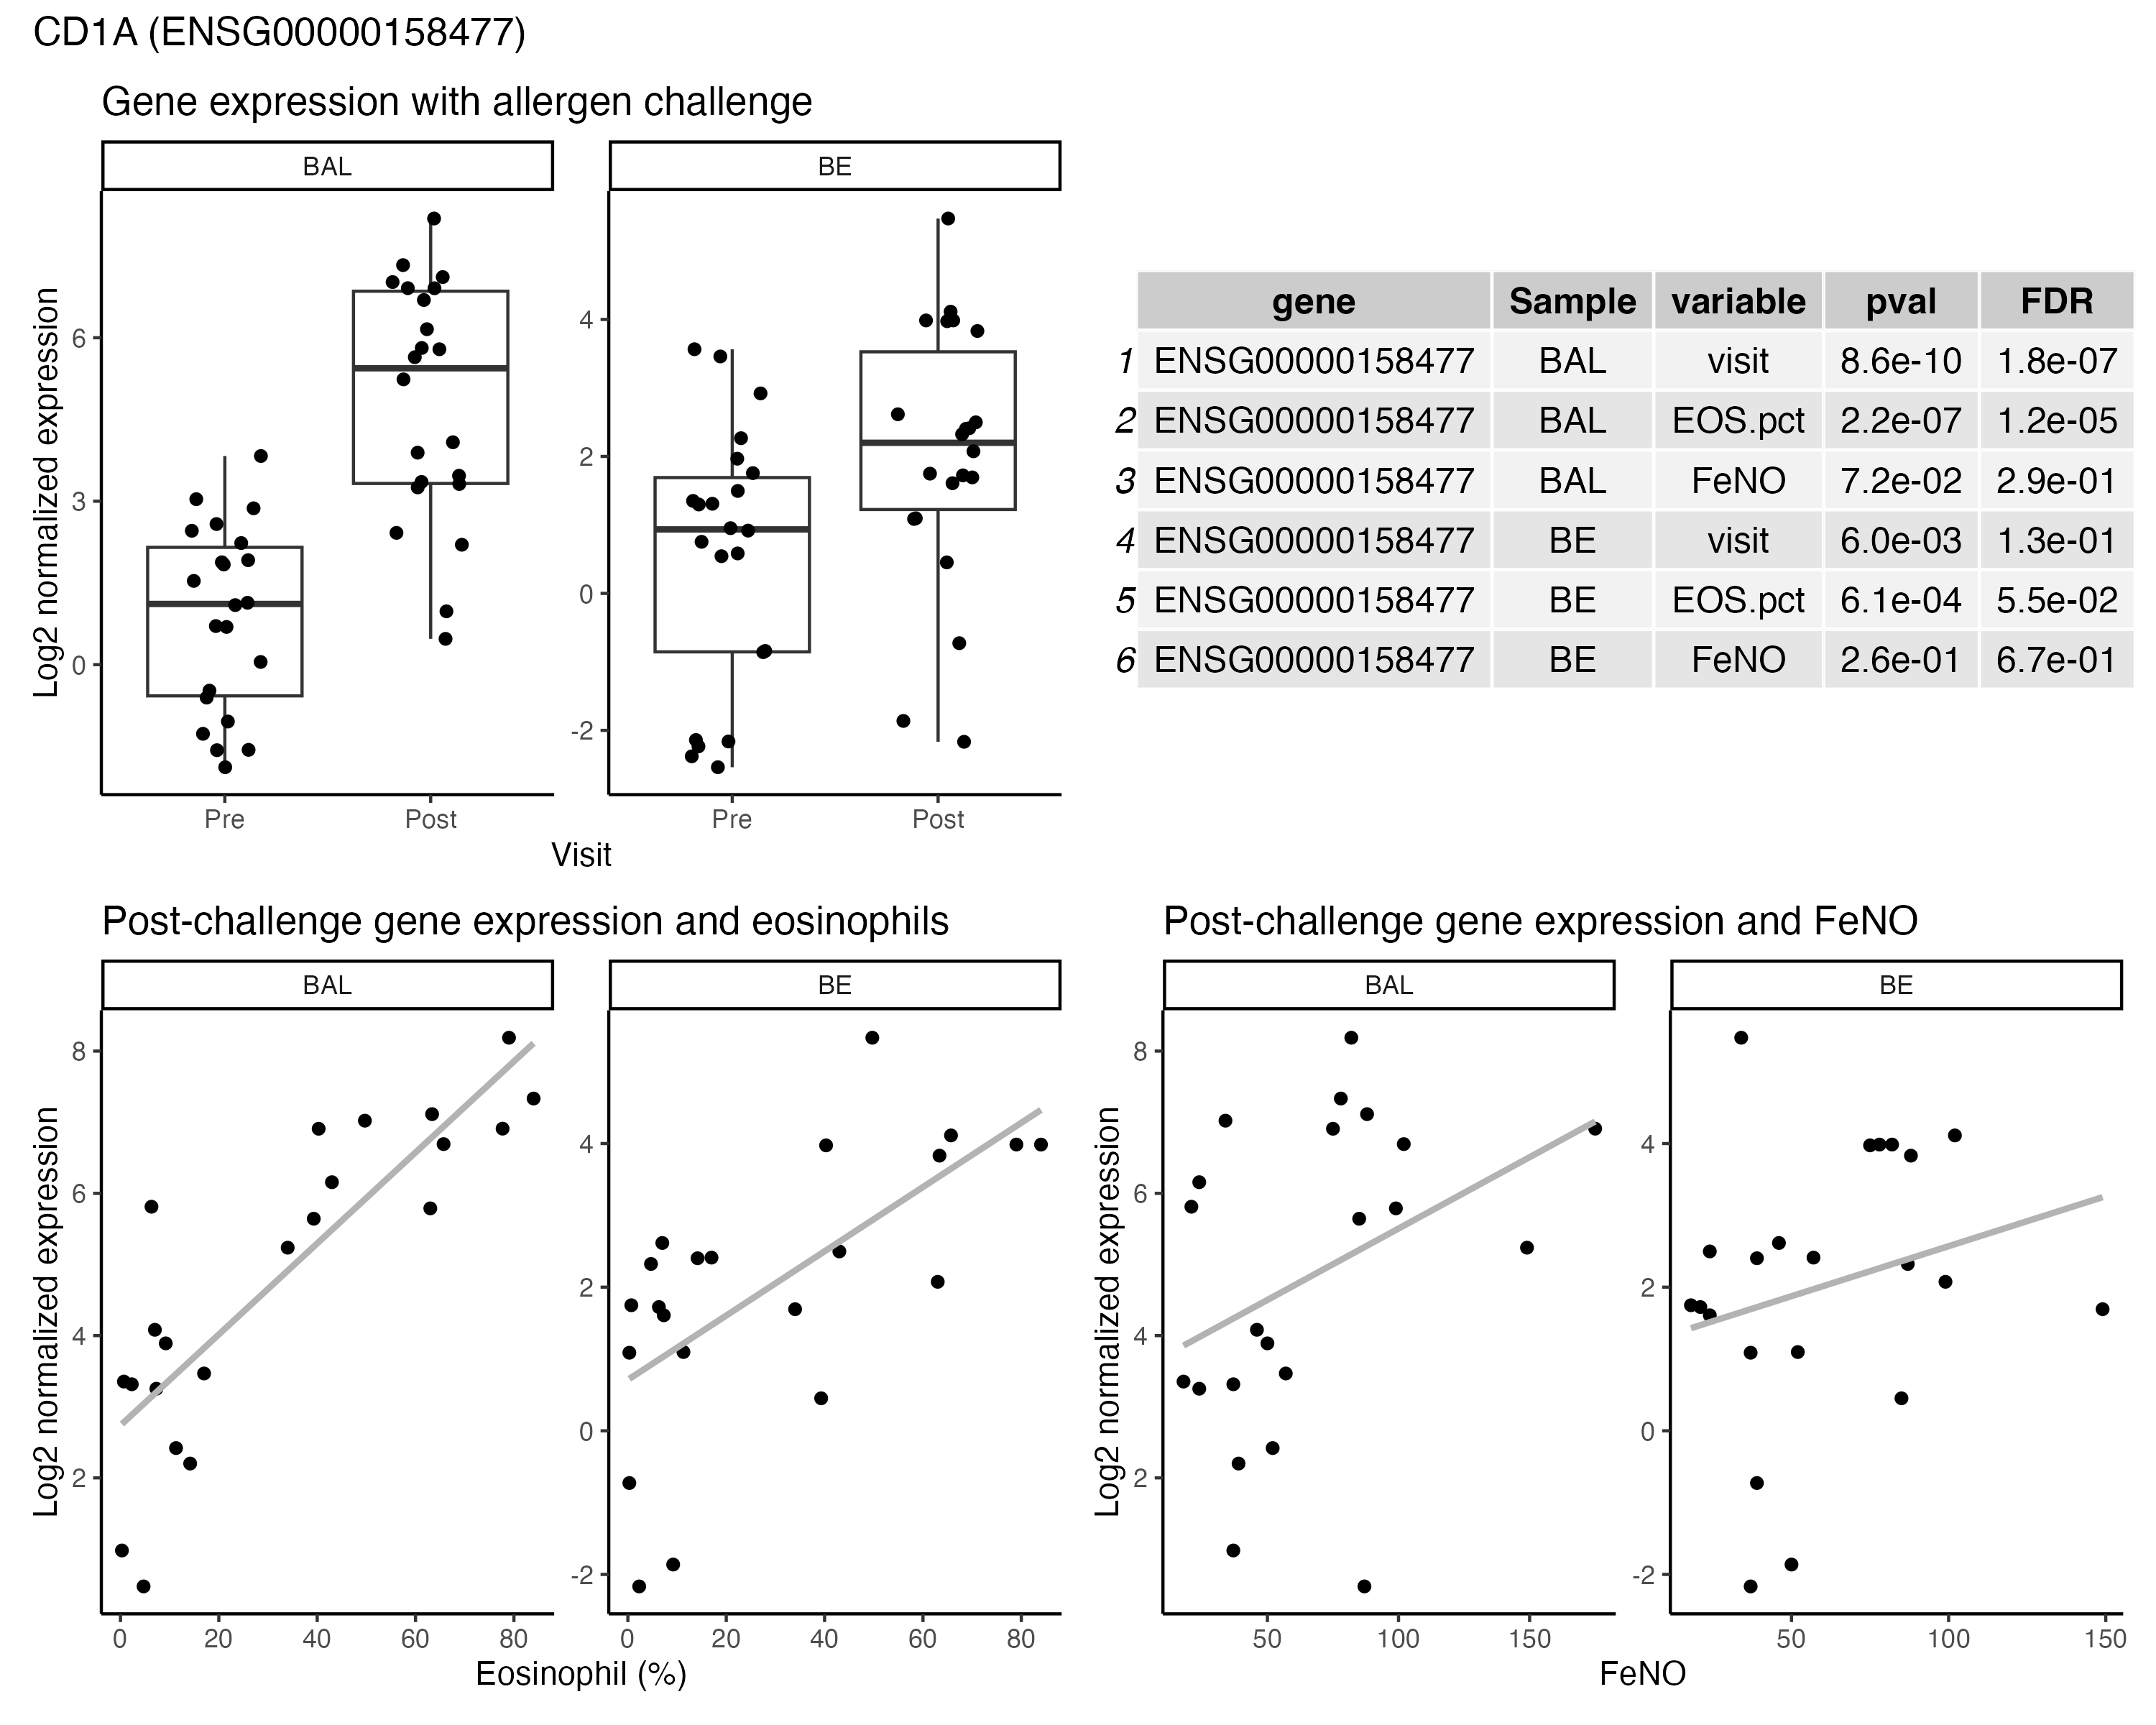 CD1A (ENSG00000158477)
Gene expression with allergen challenge
BAL
BE
Log2 normalized expression
6
3
0
4
2
0
-2
Pre
Post
Pre
Post
Visit
gene Sample variable pval FDR
1 ENSG00000158477 BAL visit 8.6e-10 1.8e-07
2 ENSG00000158477 BAL EOS.pct 2.2e-07 1.2e-05
3 ENSG00000158477 BAL FeNO 7.2e-02 2.9e-01
4 ENSG00000158477 BE visit 6.0e-03 1.3e-01
5 ENSG00000158477 BE EOS.pct 6.1e-04 5.5e-02
6 ENSG00000158477 BE FeNO 2.6e-01 6.7e-01
Post-challenge gene expression and eosinophils
BAL
BE
Log2 normalized expression
8
6
4
2
4
2
0
-2
0 20 40 60 80
0 20 40 60 80
Eosinophil (%)
Post-challenge gene expression and FeNO
BAL
BE
Log2 normalized expression
8
6
4
2
4
2
0
-2
50 100 150
50 100 150
FeNO